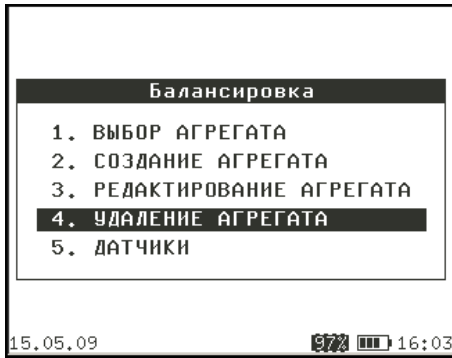 Балансировка
1. ВЫБОР АГРЕГАТА
2. СОЗДАНИЕ АГРЕГАТА
3. РЕДАКТИРОВАНИЕ АГРЕГАТА
4. УДАЛЕНИЕ АГРЕГАТА
5. ДАТЧИКИ
15.05.09 97% 16:03